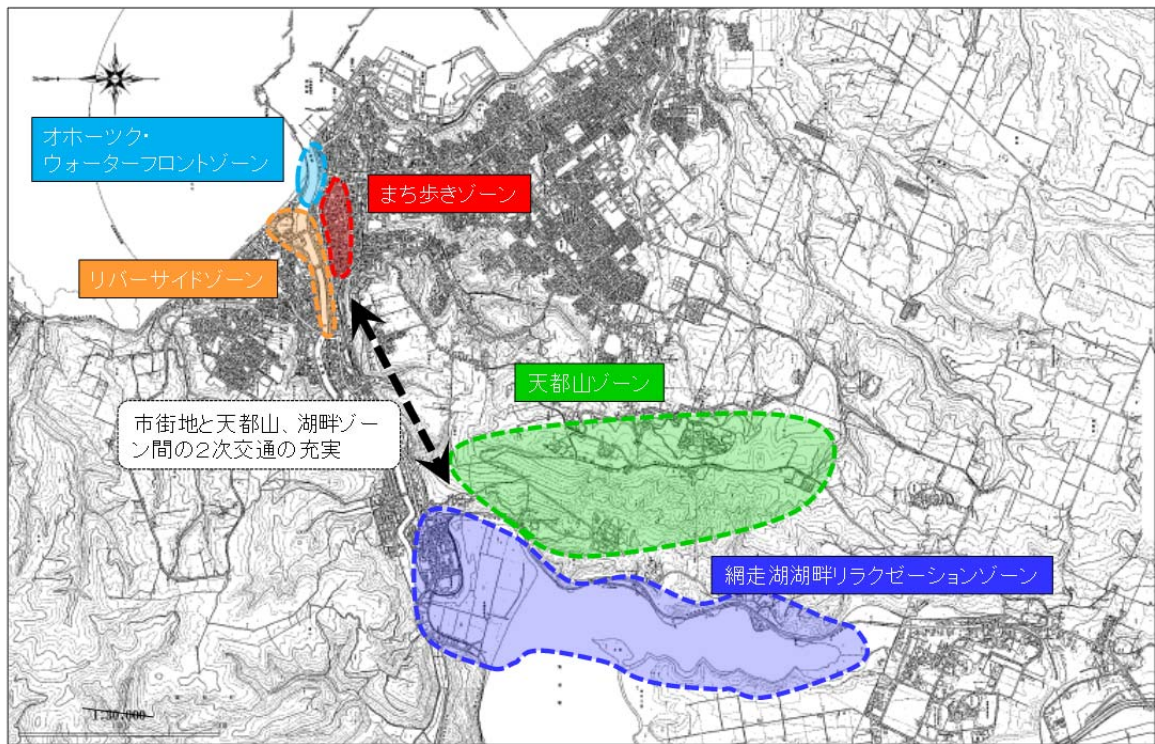 オホーツク・
ウォーターフロントゾーン
まち歩きゾーン
リバーサイドゾーン
天都山ゾーン
市街地と天都山、湖畔ゾー
ン間の2次交通の充実
網走湖湖畔リラクゼーションゾーン
1:30,000